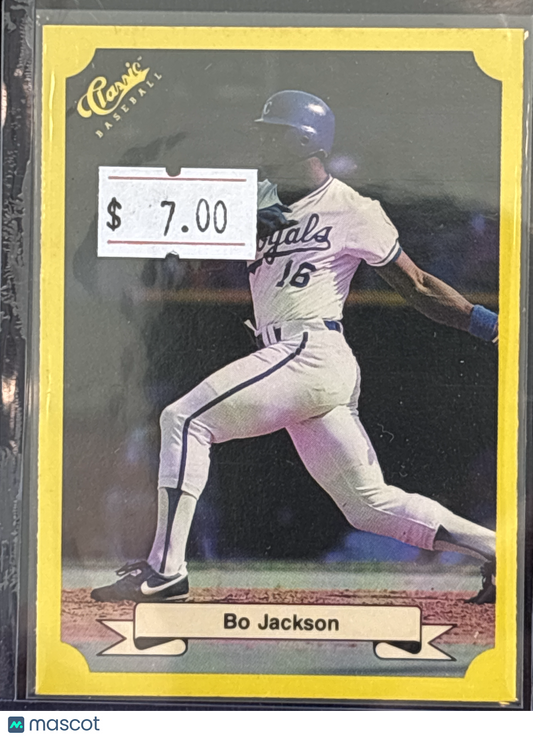 Classic
BASEBALL
$ 7.00
Royals
16
Bo Jackson
mascot